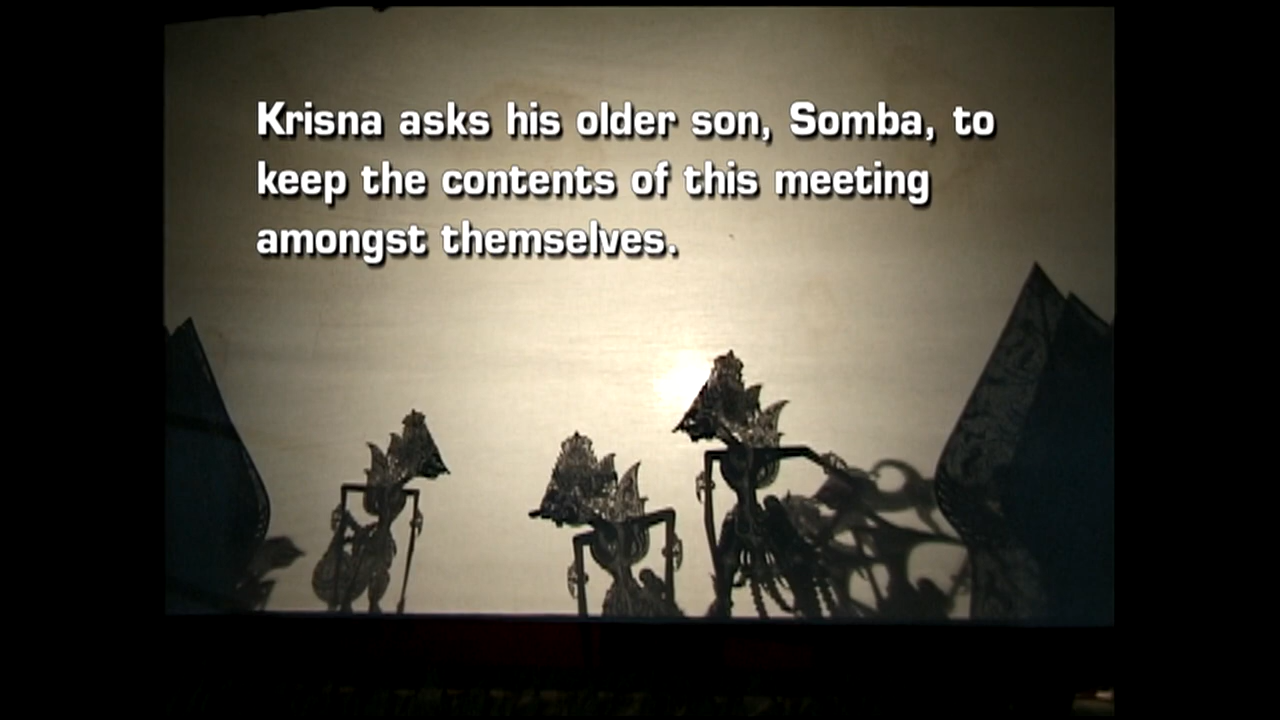 Krisna asks his older son, Somba, to
keep the contents of this meeting
amongst themselves.